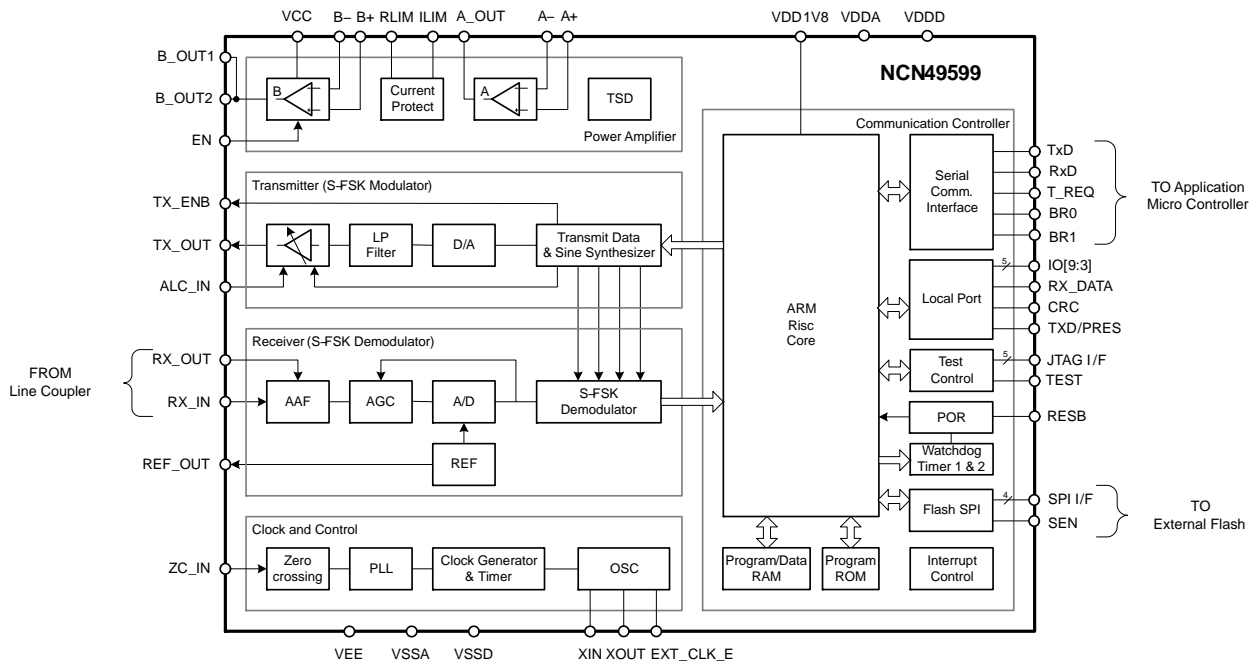 VCC B– B+ RLIM ILIM A_OUT A– A+ VDD1V8 VDDA VDDD
B_OUT1
B_OUT2
EN
B
Current
Protect
A
TSD
Power Amplifier
NCN49599
Communication Controller
TX_ENB
TX_OUT
ALC_IN
Transmitter (S–FSK Modulator)
LP
Filter
D/A
Transmit Data
& Sine Synthesizer
FROM
Line Coupler
RX_OUT
RX_IN
REF_OUT
Receiver (S–FSK Demodulator)
AAF
AGC
A/D
S–FSK
Demodulator
REF
ZC_IN
Clock and Control
Zero
crossing
PLL
Clock Generator
& Timer
OSC
ARM
Risc
Core
Program/Data
RAM
Program
ROM
Serial
Comm.
Interface
Local Port
Test
Control
POR
Watchdog
Timer 1 & 2
Flash SPI
Interrupt
Control
TxD
RxD
T_REQ
BR0
BR1
TO Application
Micro Controller
5
IO[9:3]
RX_DATA
CRC
TXD/PRES
5
JTAG I/F
TEST
RESB
4
SPI I/F
SEN
TO
External Flash
VEE VSSA VSSD XIN XOUT EXT_CLK_E